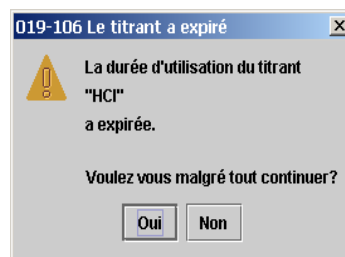 019-106 Le titrant a expiré
La durée d'utilisation du titrant
"HCl"
a expirée.
Voulez vous malgré tout continuer?
Oui Non